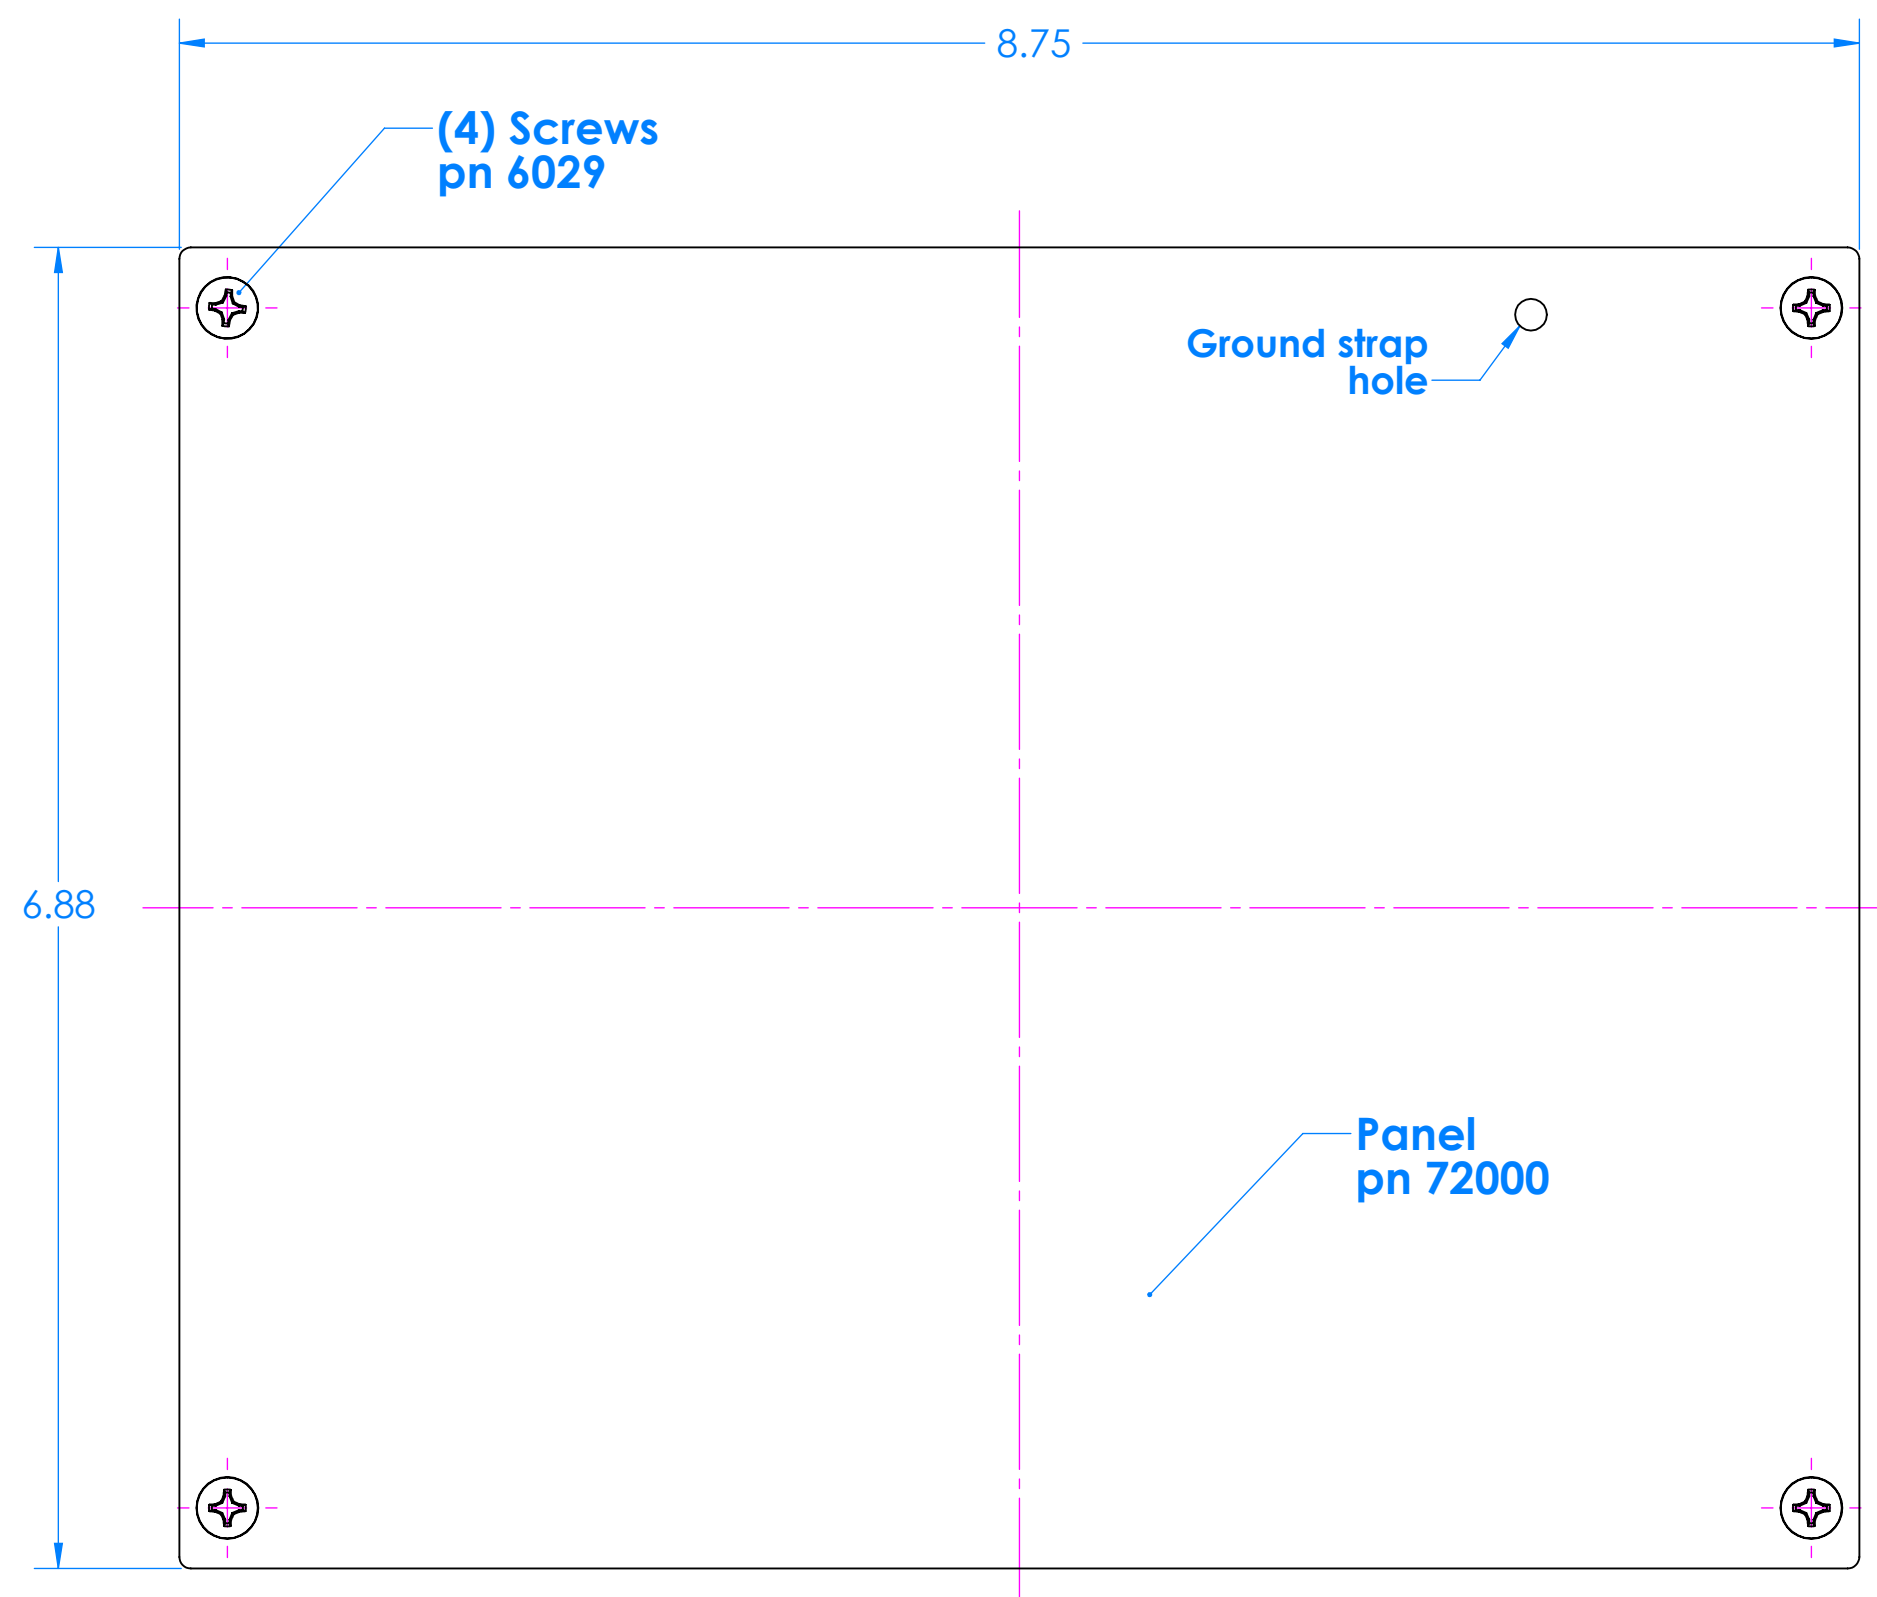 8.75
(4) Screws
pn 6029
Ground strap
hole
6.88
Panel
pn 72000